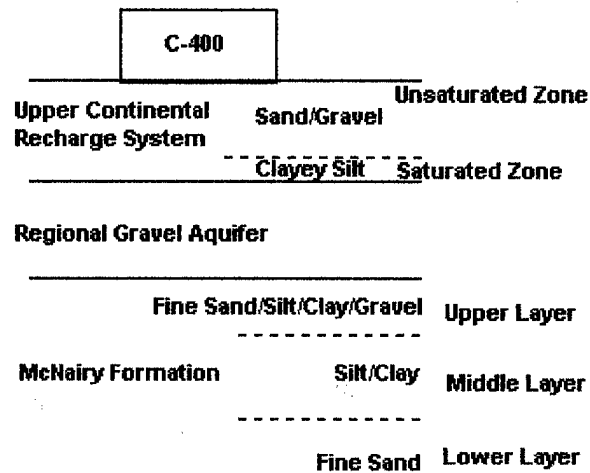 C-400
Unsaturated Zone
Upper Continental
Recharge System
Sand/Gravel
Clayey Silt
Saturated Zone
Regional Gravel Aquifer
Fine Sand/Silt/Clay/Gravel
Upper Layer
McNairy Formation
Silt/Clay
Middle Layer
Fine Sand
Lower Layer